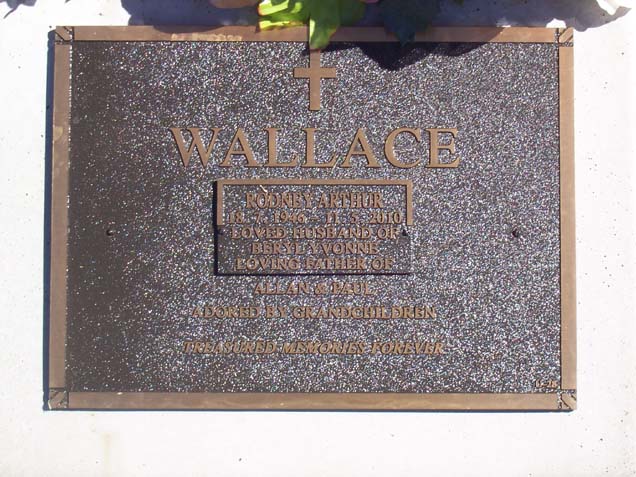 WALLACE
RODNEY ARTHUR
18. 7. 1946 - 11. 5. 2010
LOVED HUSBAND OF
BERYL YVONNE
LOVING FATHER OF
ALLAN & PAUL
ADORED BY GRANDCHILDREN
TREASURED MEMORIES FOREVER